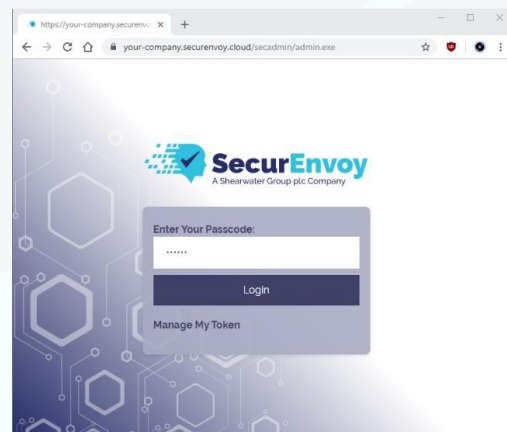 https://your-company.securenvo
your-company.securenvoy.cloud/secadmin/admin.exe
SecurEnvoy
A Shearwater Group plc Company
Enter Your Passcode:
......
Login
Manage My Token